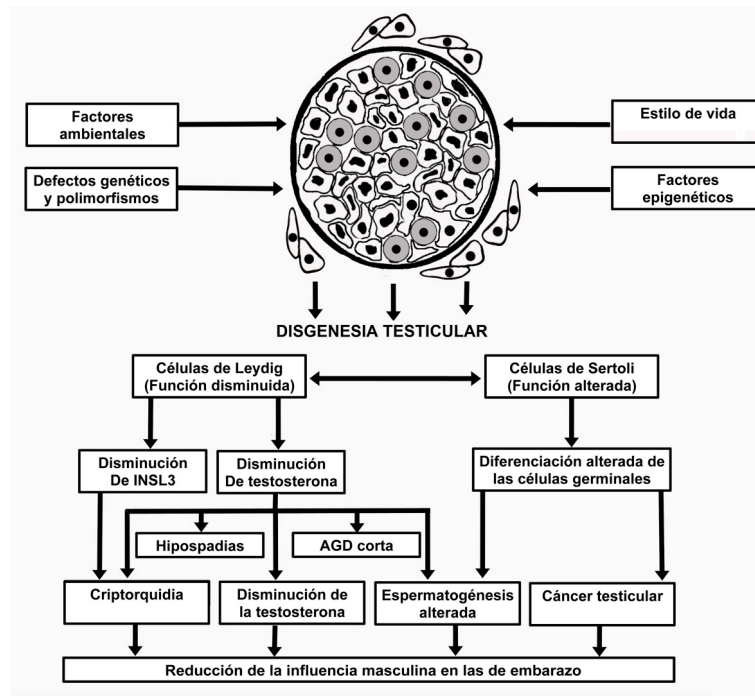 Factores
ambientales
Estilo de vida
Defectos genéticos
y polimorfismos
Factores
epigenéticos
DISGENESIA TESTICULAR
Células de Leydig
(Función disminuida)
Células de Sertoli
(Función alterada)
Disminución
De INSL3
Disminución
De testosterona
Diferenciación alterada de
las células germinales
Hipospadias
AGD corta
Criptorquidia
Disminución de
la testosterona
Espermatogénesis
alterada
Cáncer testicular
Reducción de la influencia masculina en las de embarazo